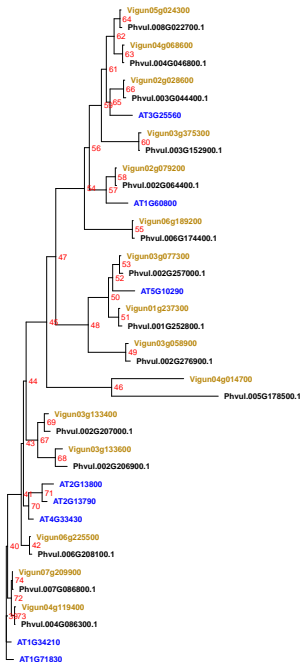 Vigun05g024300
64
Phvul.008G022700.1
62
Vigun04g068600
63
Phvul.004G046800.1
61
Vigun02g028600
66
Phvul.003G044400.1
65
AT3G25560
Vigun03g375300
60
Phvul.003G152900.1
56
Vigun02g079200
58
Phvul.002G064400.1
57
AT1G60800
54
Vigun06g189200
55
Phvul.006G174400.1
47
Vigun03g077300
53
Phvul.002G257000.1
52
AT5G10290
50
Vigun01g237300
51
Phvul.001G252800.1
48
Vigun03g058900
49
Phvul.002G276900.1
45
Vigun04g014700
46
Phvul.005G178500.1
44
Vigun03g133400
69
Phvul.002G207000.1
67
Vigun03g133600
68
Phvul.002G206900.1
43
AT2G13800
71
AT2G13790
70
AT4G33430
Vigun06g225500
42
Phvul.006G208100.1
40
Vigun07g209900
74
Phvul.007G086800.1
72
Vigun04g119400
73
Phvul.004G086300.1
AT1G34210
AT1G71830